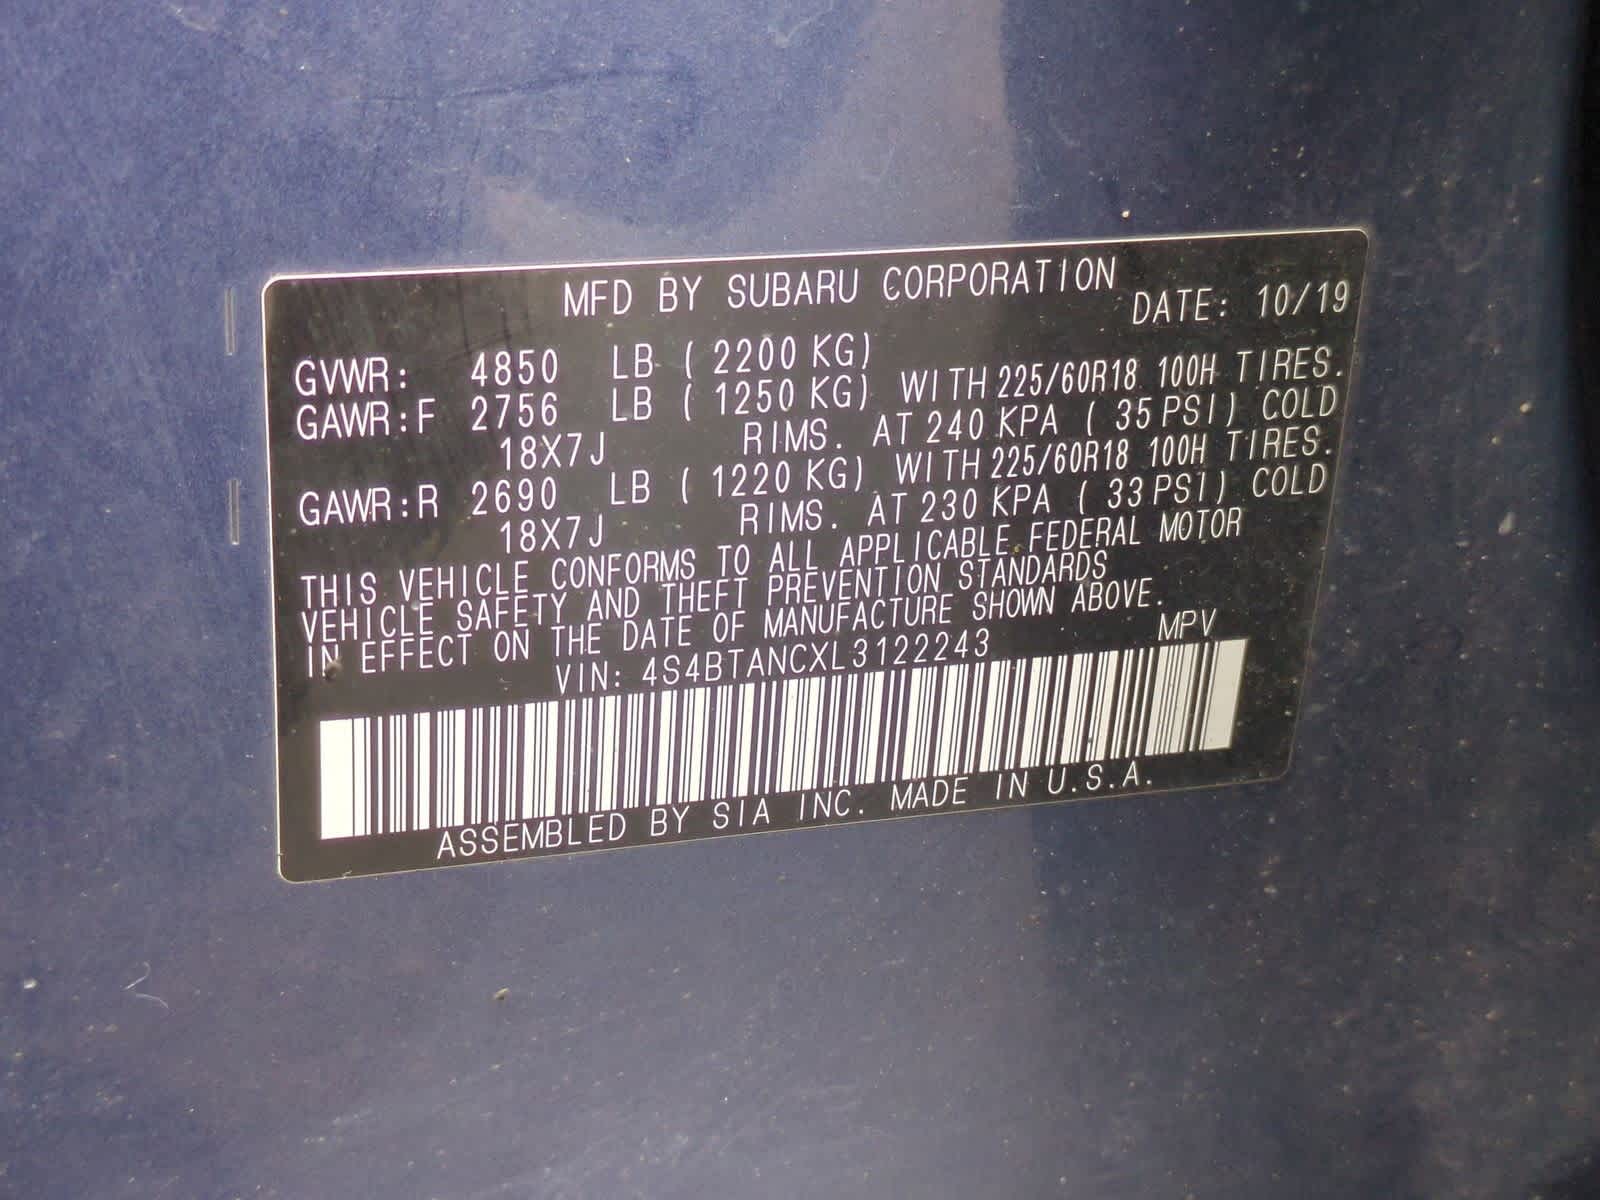 MFD BY SUBARU CORPORATION
DATE: 10/19
GVWR: 4850 LB ( 2200 KG)
GAWR:F 2756 LB ( 1250 KG) WITH 225/60R18 100H TIRES.
18X7J RIMS. AT 240 KPA ( 35 PSI) COLD
GAWR:R 2690 LB ( 1220 KG) WITH 225/60R18 100H TIRES.
18X7J RIMS. AT 230 KPA ( 33 PSI) COLD
THIS VEHICLE CONFORMS TO ALL APPLICABLE FEDERAL MOTOR
VEHICLE SAFETY AND THEFT PREVENTION STANDARDS
IN EFFECT ON THE DATE OF MANUFACTURE SHOWN ABOVE.
VIN: 4S4BTANCXL3122243 MPV
ASSEMBLED BY SIA INC. MADE IN U.S.A.